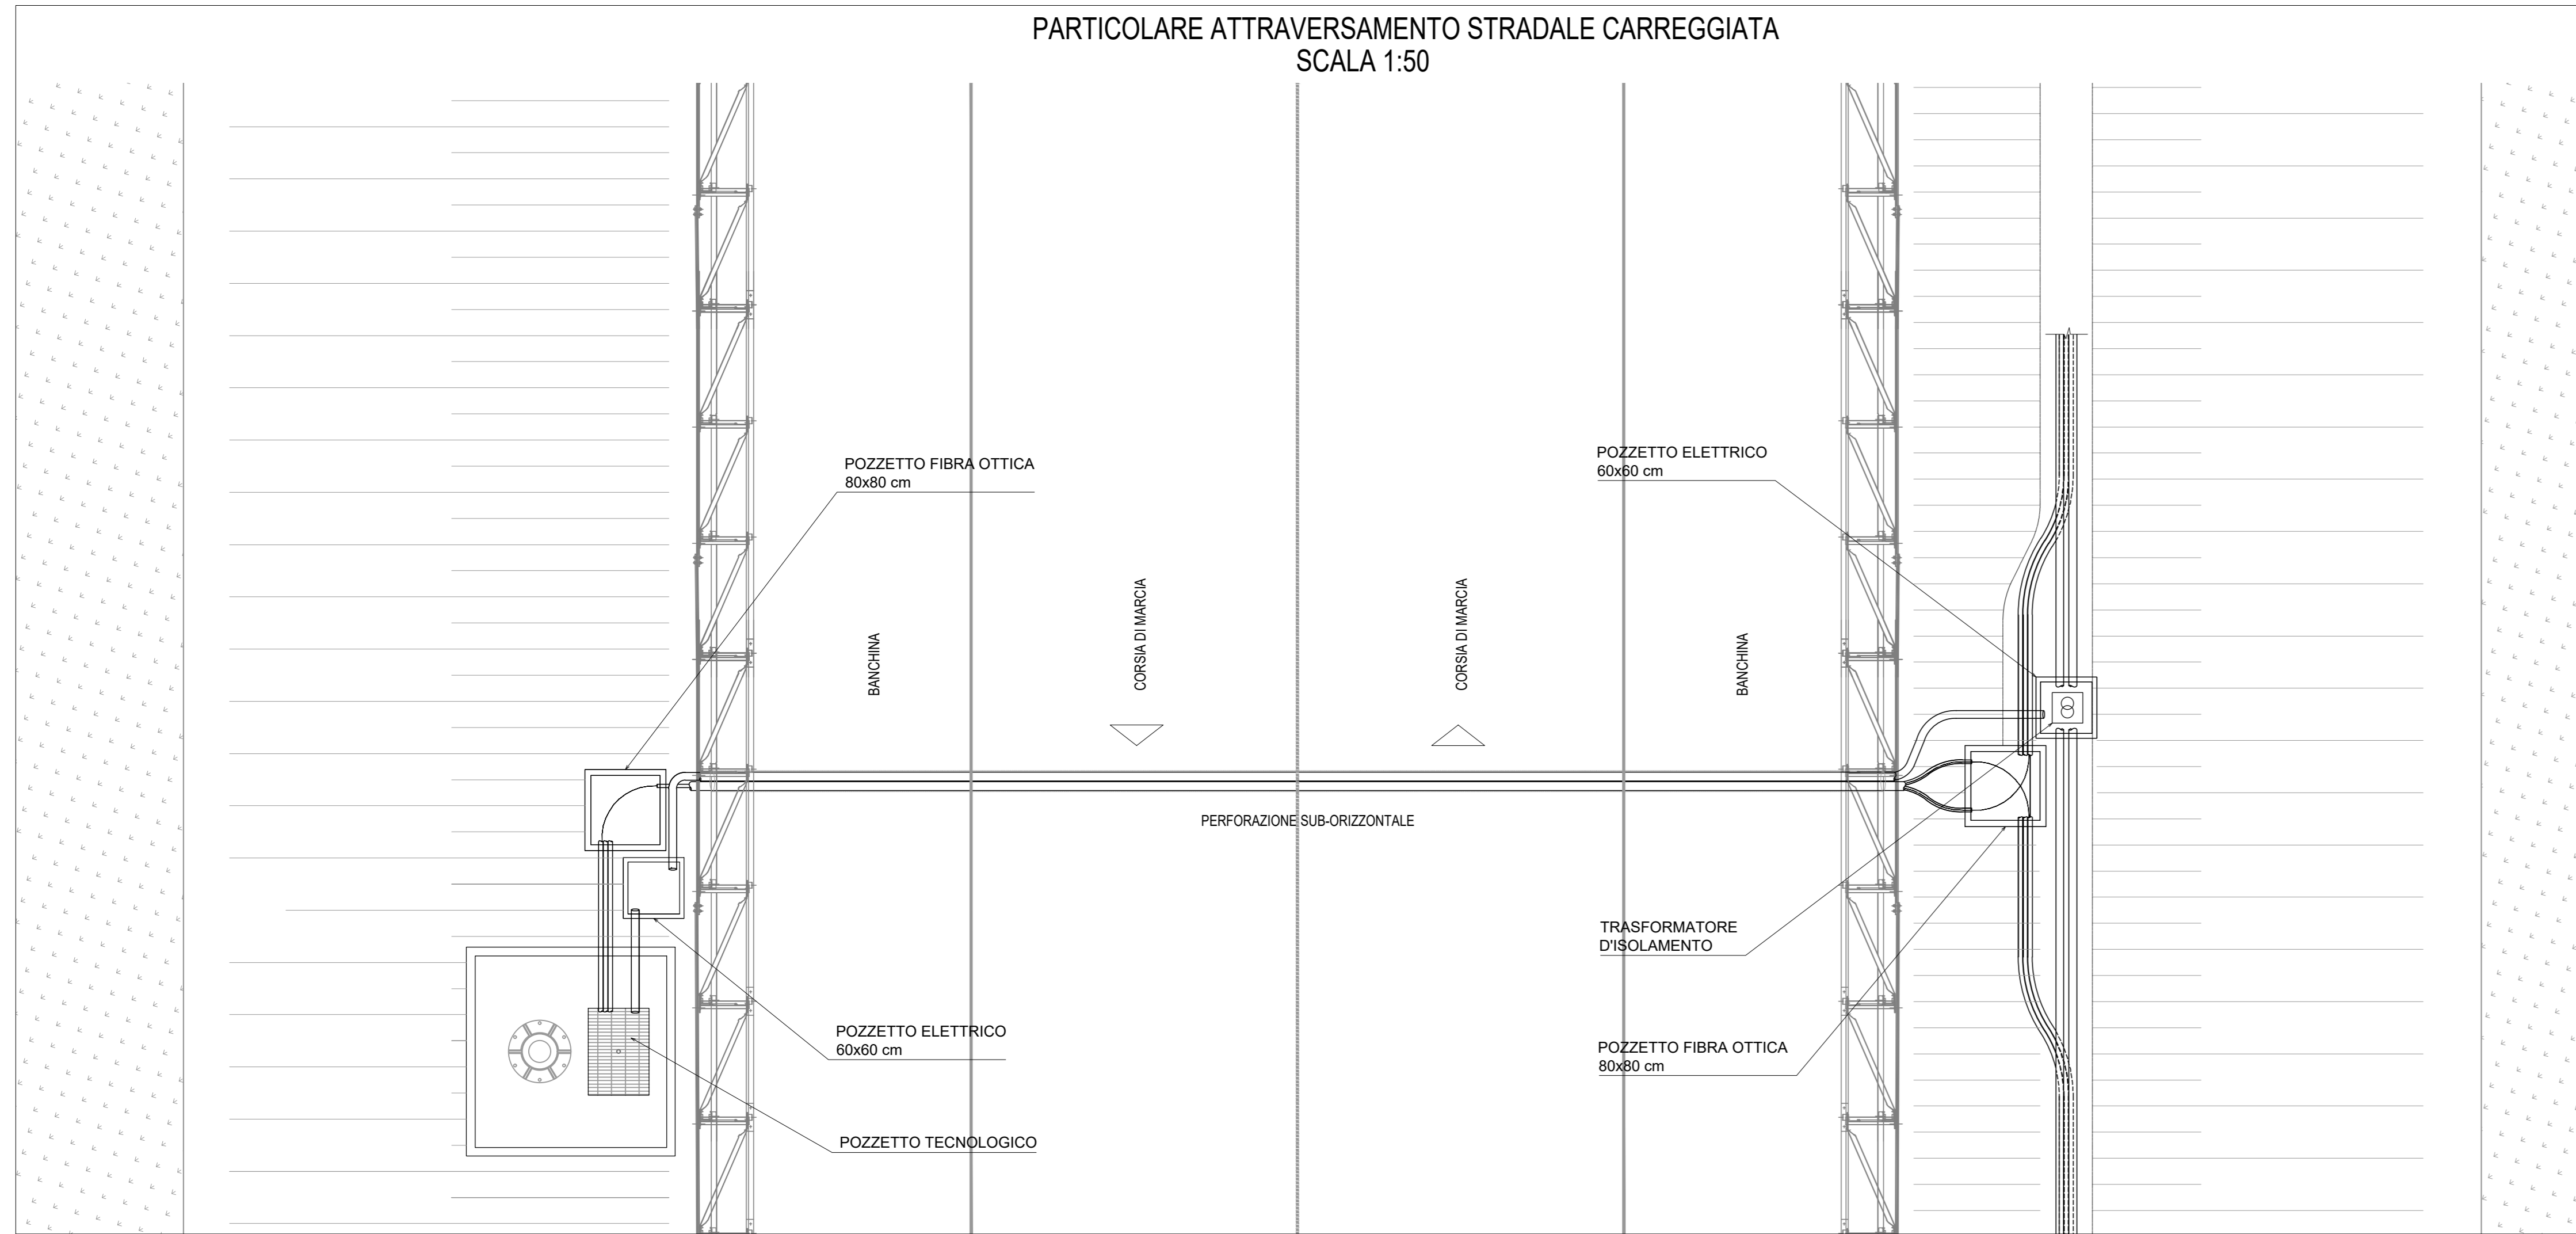 PARTICOLARE ATTRAVERSAMENTO STRADALE CARREGGIATA
SCALA 1:50
POZZETTO FIBRA OTTICA
80x80 cm
POZZETTO ELETTRICO
60x60 cm
BANCHINA
CORSIA DI MARCIA
CORSIA DI MARCIA
BANCHINA
PERFORAZIONE SUB-ORIZZONTALE
TRASFORMATORE
D'ISOLAMENTO
POZZETTO ELETTRICO
60x60 cm
POZZETTO FIBRA OTTICA
80x80 cm
POZZETTO TECNOLOGICO